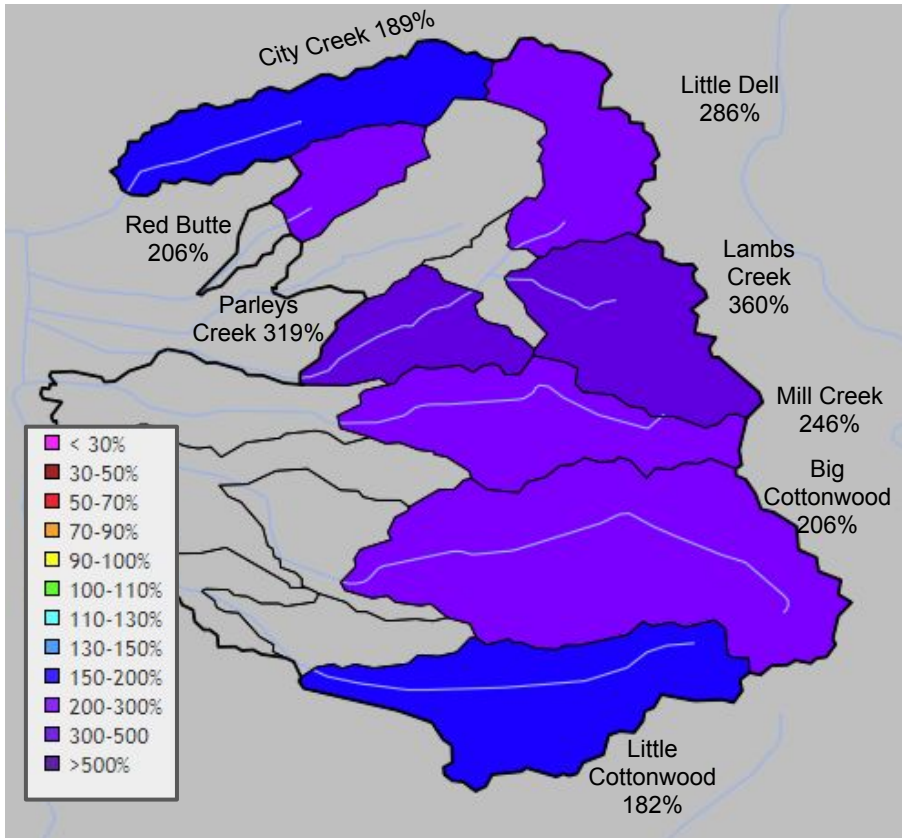 City Creek 189%
Little Dell
286%
Red Butte
206%
Lambs
Creek
360%
Parleys
Creek 319%
Mill Creek
246%
Big
Cottonwood
206%
< 30%
30-50%
50-70%
70-90%
90-100%
100-110%
110-130%
130-150%
150-200%
200-300%
300-500
>500%
Little
Cottonwood
182%